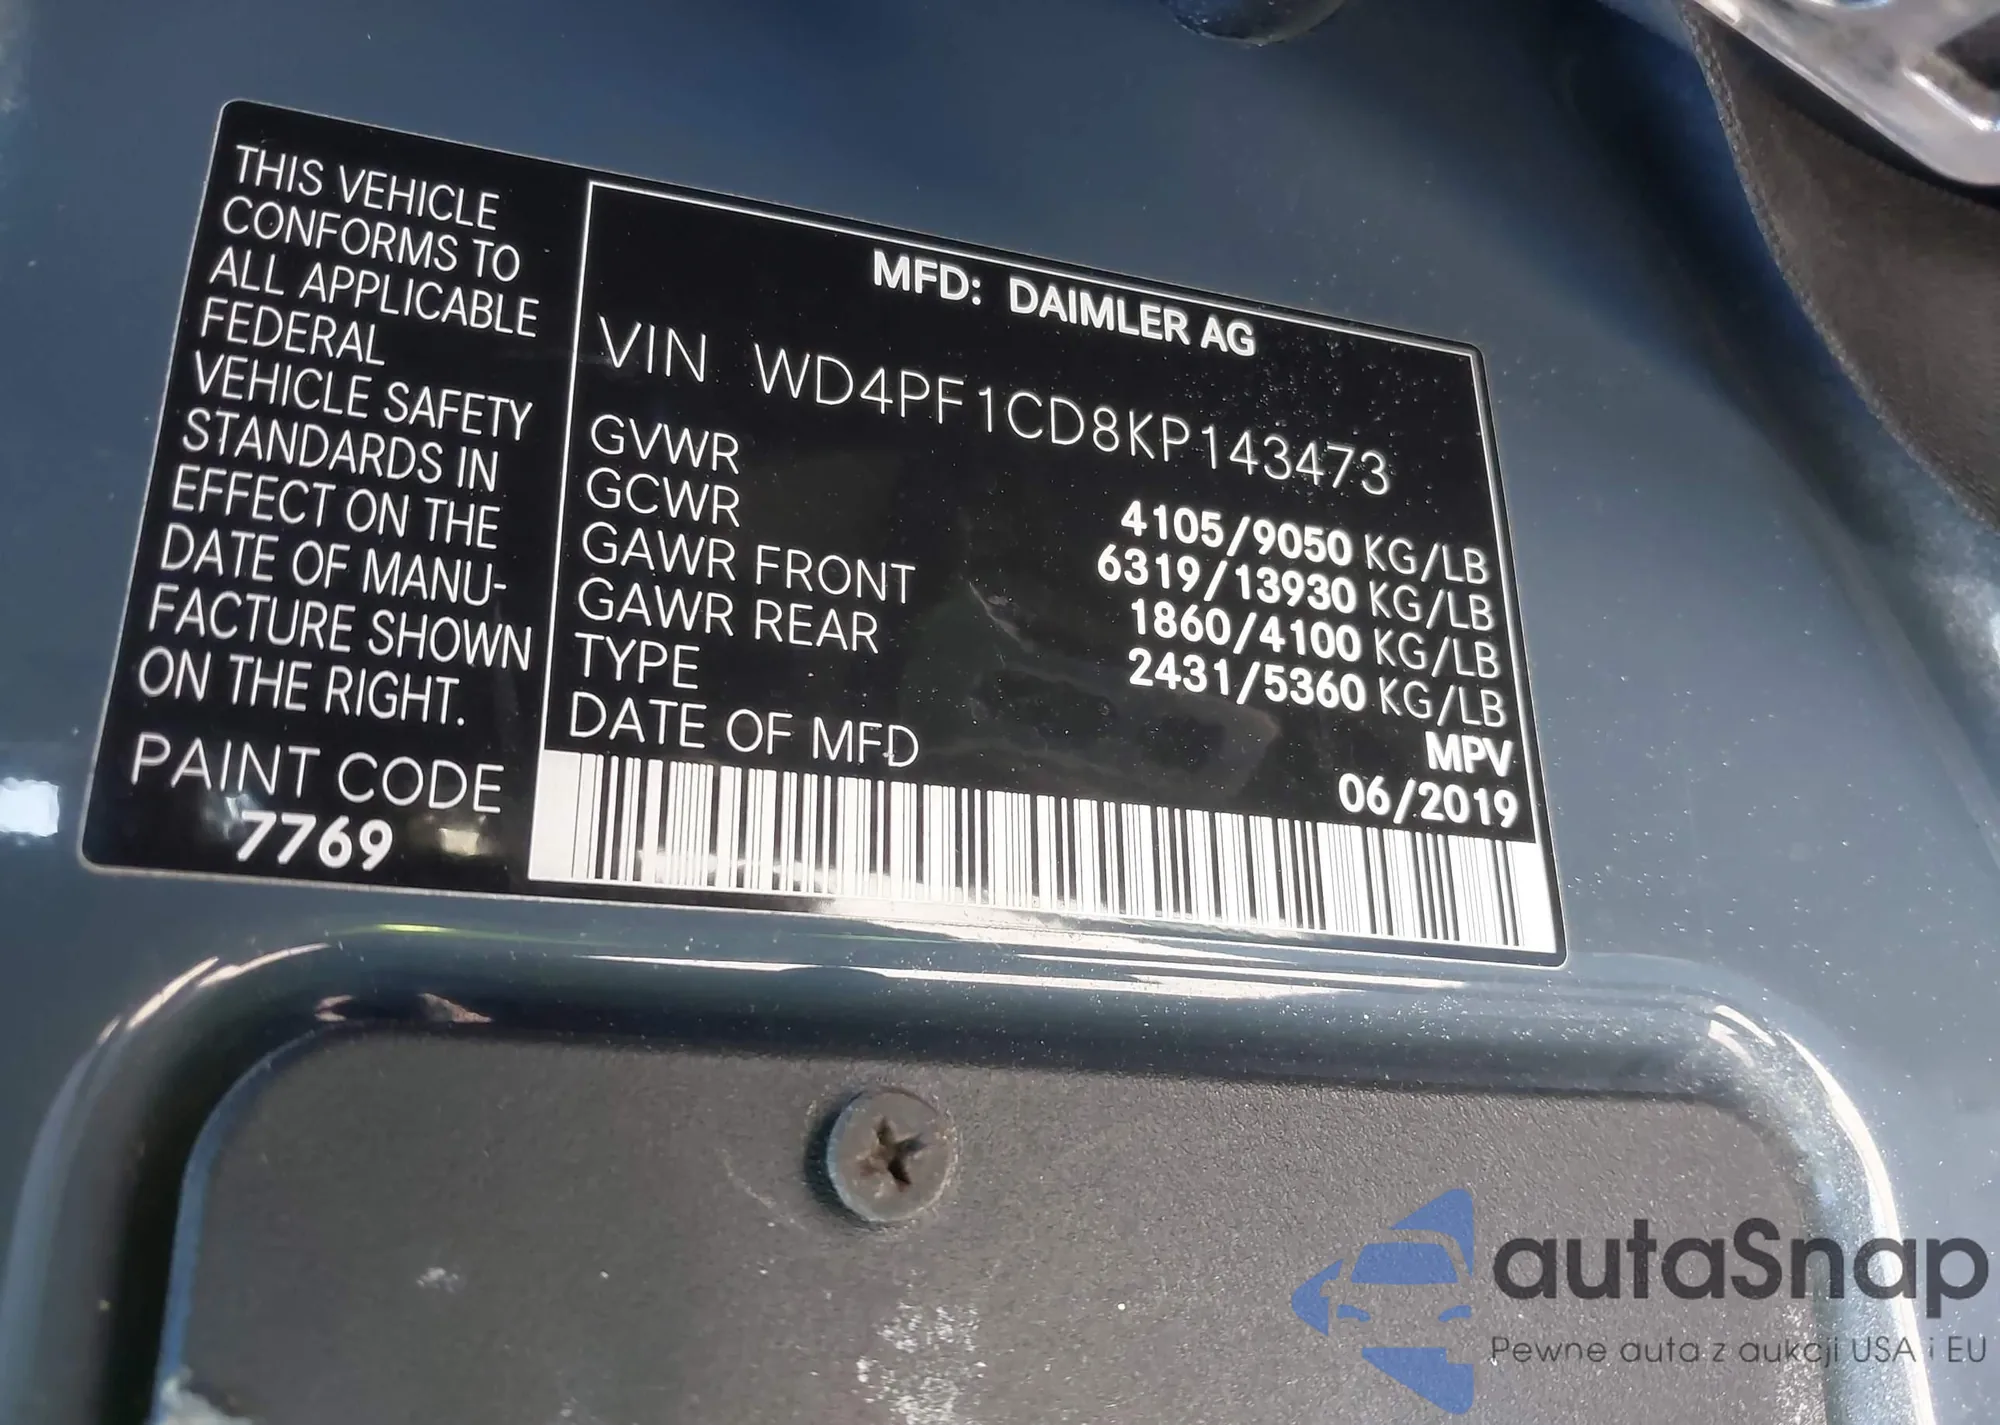 THIS VEHICLE
CONFORMS TO
ALL APPLICABLE
FEDERAL
VEHICLE SAFETY
STANDARDS IN
EFFECT ON THE
DATE OF MANU-
FACTURE SHOWN
ON THE RIGHT.
PAINT CODE
7769
MFD: DAIMLER AG
VIN WD4PF1CD8KP143473
GVWR 4105/9050 KG/LB
GCWR 6319/13930 KG/LB
GAWR FRONT 1860/4100 KG/LB
GAWR REAR 2431/5360 KG/LB
TYPE MPV
DATE OF MFD 06/2019
autaSnap
Pewne auta z aukcji USA i EU